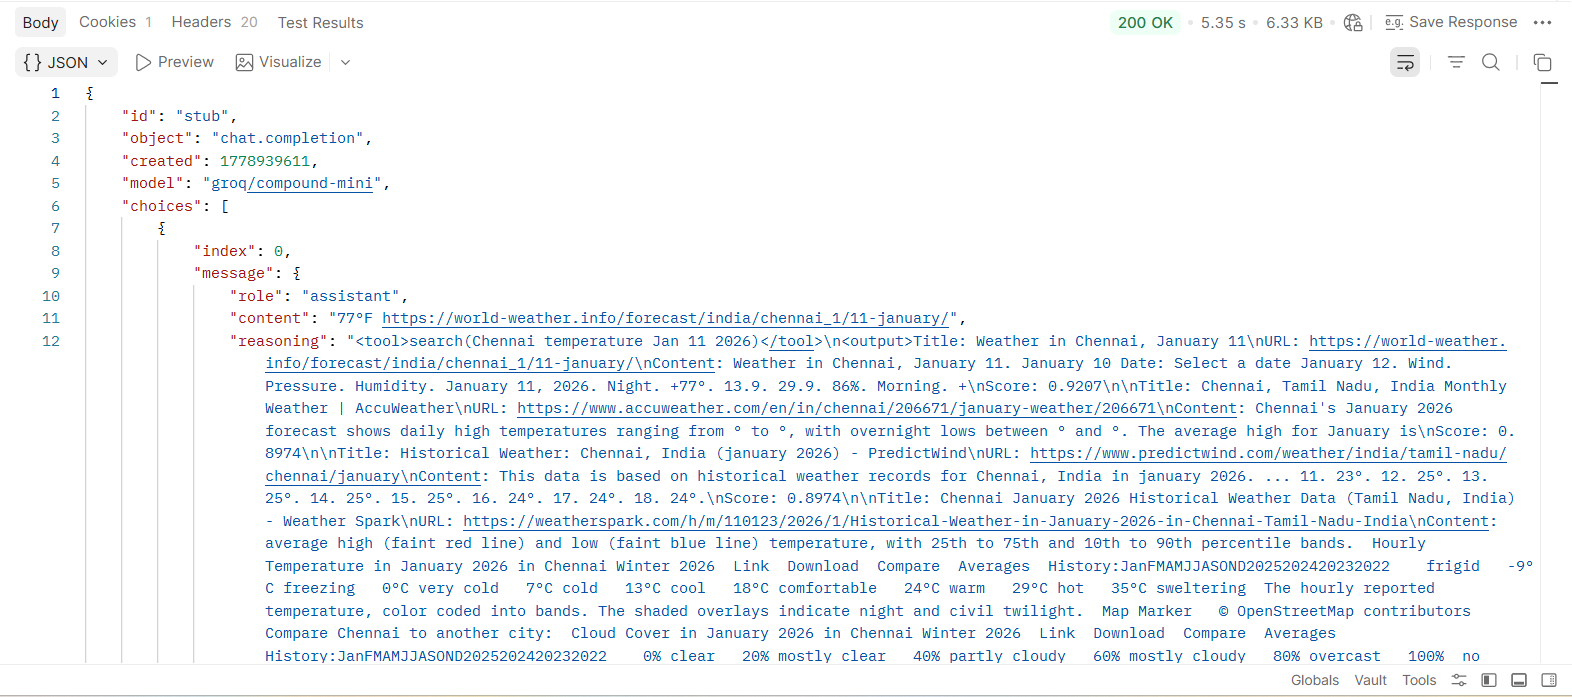 Body Cookies 1 Headers 20 Test Results 200 OK • 5.35 s • 6.33 KB • e.g. Save Response
{} JSON Preview Visualize
1 {
2 "id": "stub",
3 "object": "chat.completion",
4 "created": 1778939611,
5 "model": "groq/compound-mini",
6 "choices": [
7 {
8 "index": 0,
9 "message": {
10 "role": "assistant",
11 "content": "77°F https://world-weather.info/forecast/india/chennai_1/11-january/",
12 "reasoning": "<tool>search(Chennai temperature Jan 11 2026)</tool>\n<output>Title: Weather in Chennai, January 11\nURL: https://world-weather.
info/forecast/india/chennai_1/11-january/\nContent: Weather in Chennai, January 11. January 10 Date: Select a date January 12. Wind.
Pressure. Humidity. January 11, 2026. Night. +77°. 13.9. 29.9. 86%. Morning. +\nScore: 0.9207\n\nTitle: Chennai, Tamil Nadu, India Monthly
Weather | AccuWeather\nURL: https://www.accuweather.com/en/in/chennai/206671/january-weather/206671\nContent: Chennai's January 2026
forecast shows daily high temperatures ranging from ° to °, with overnight lows between ° and °. The average high for January is\nScore: 0.
8974\n\nTitle: Historical Weather: Chennai, India (january 2026) - PredictWind\nURL: https://www.predictwind.com/weather/india/tamil-nadu/
chennai/january\nContent: This data is based on historical weather records for Chennai, India in january 2026. ... 11. 23°. 12. 25°. 13.
25°. 14. 25°. 15. 25°. 16. 24°. 17. 24°. 18. 24°.\nScore: 0.8974\n\nTitle: Chennai January 2026 Historical Weather Data (Tamil Nadu, India)
- Weather Spark\nURL: https://weatherspark.com/h/m/110123/2026/1/Historical-Weather-in-January-2026-in-Chennai-Tamil-Nadu-India\nContent:
average high (faint red line) and low (faint blue line) temperature, with 25th to 75th and 10th to 90th percentile bands. Hourly
Temperature in January 2026 in Chennai Winter 2026 Link Download Compare Averages History:JanFMAMJJASOND2025202420232022 frigid -9°
C freezing 0°C very cold 7°C cold 13°C cool 18°C comfortable 24°C warm 29°C hot 35°C sweltering The hourly reported
temperature, color coded into bands. The shaded overlays indicate night and civil twilight. Map Marker © OpenStreetMap contributors
Compare Chennai to another city: Cloud Cover in January 2026 in Chennai Winter 2026 Link Download Compare Averages
History:JanFMAMJJASOND2025202420232022 0% clear 20% mostly clear 40% partly cloudy 60% mostly cloudy 80% overcast 100% no
Globals Vault Tools